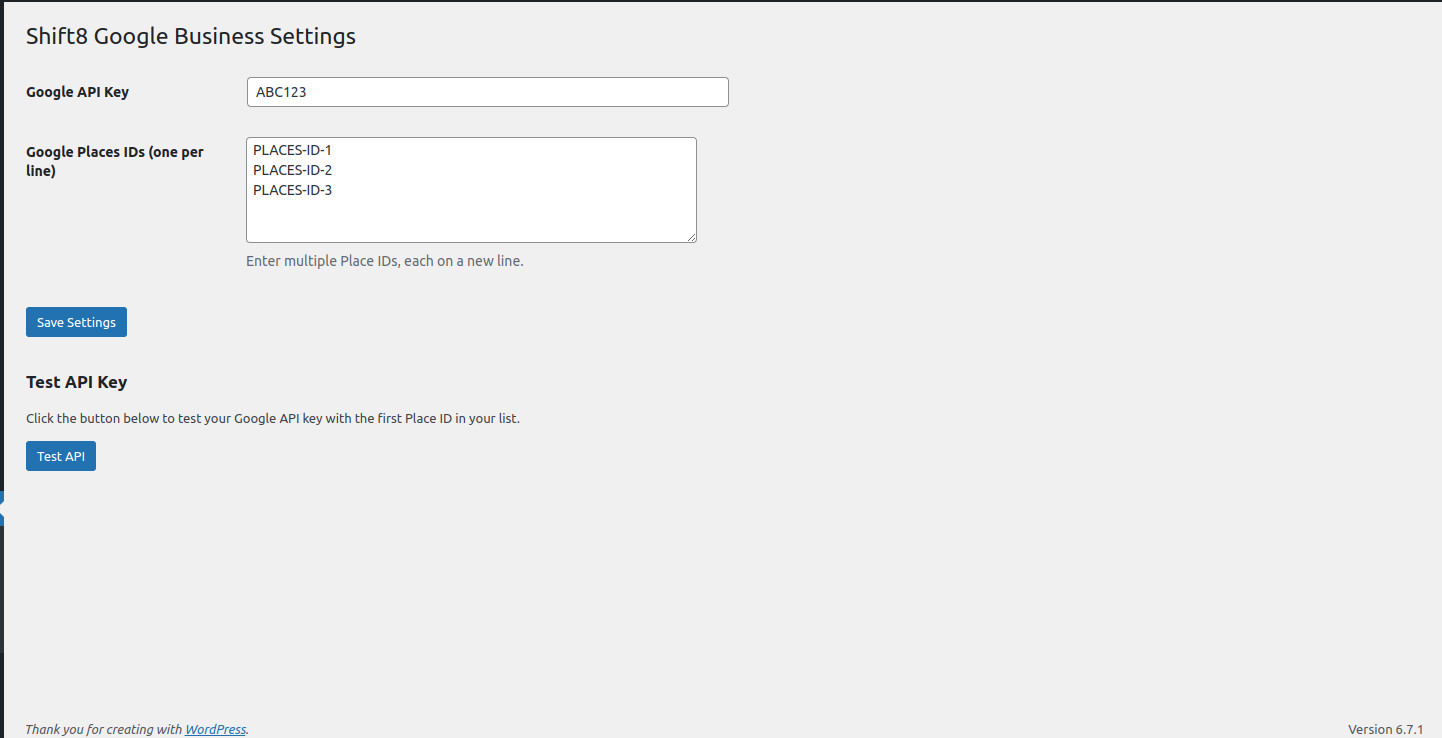 Shift8 Google Business Settings
Google API Key
ABC123
Google Places IDs (one per
line)
PLACES-ID-1
PLACES-ID-2
PLACES-ID-3
Enter multiple Place IDs, each on a new line.
Save Settings
Test API Key
Click the button below to test your Google API key with the first Place ID in your list.
Test API
Thank you for creating with WordPress.
Version 6.7.1